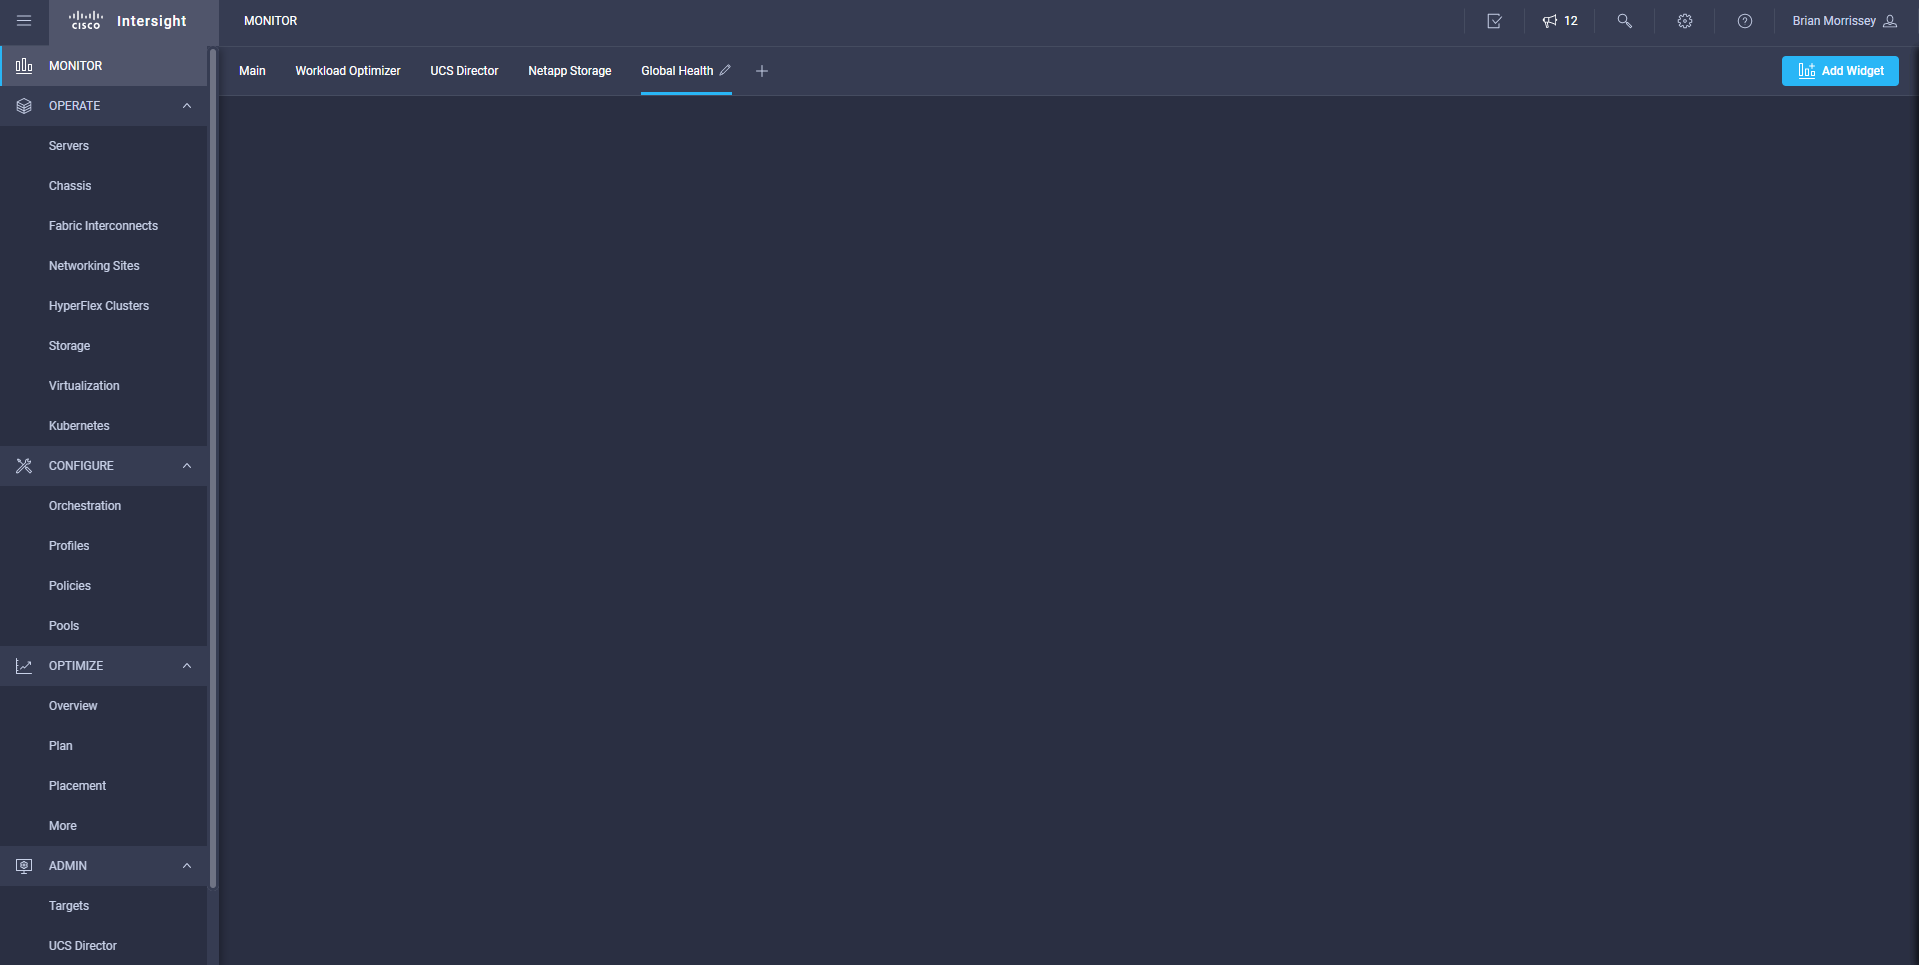 CISCO Intersight
MONITOR
12
Brian Morrissey
Main
Workload Optimizer
UCS Director
Netapp Storage
Global Health
Add Widget
MONITOR
OPERATE
Servers
Chassis
Fabric Interconnects
Networking Sites
HyperFlex Clusters
Storage
Virtualization
Kubernetes
CONFIGURE
Orchestration
Profiles
Policies
Pools
OPTIMIZE
Overview
Plan
Placement
More
ADMIN
Targets
UCS Director